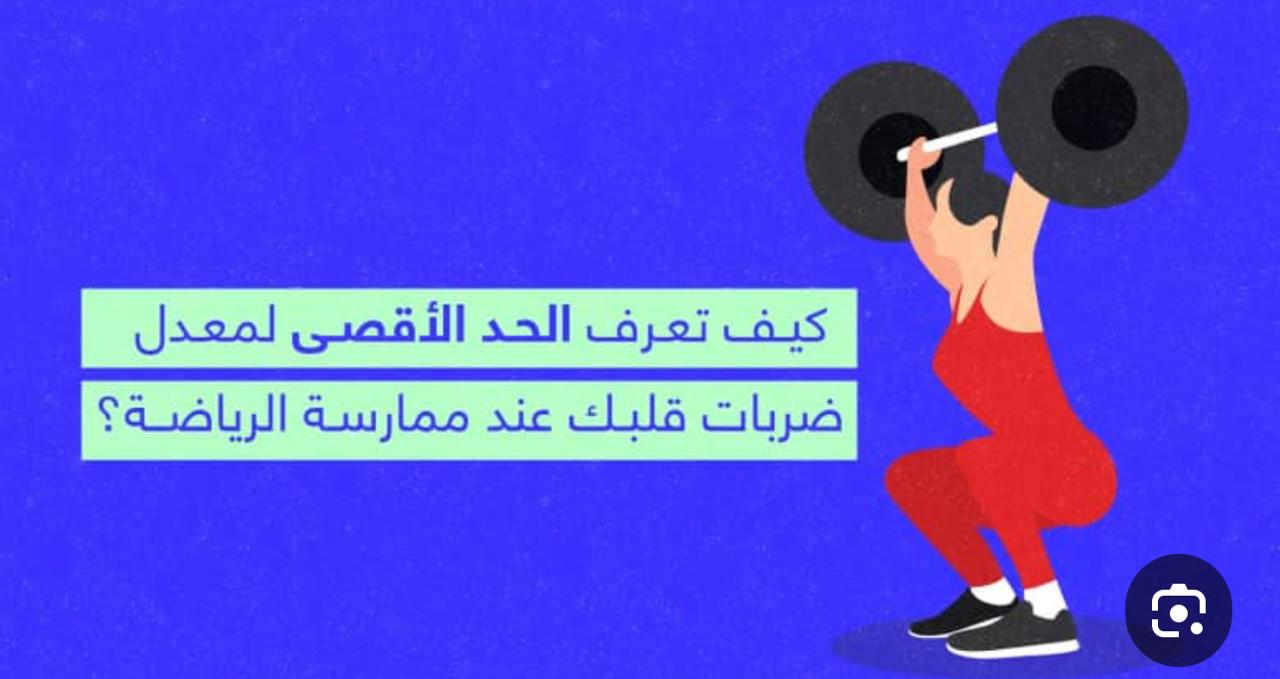 كيف تعرف الحد الأقصى لمعدل
ضربات قلبك عند ممارسة الرياضة؟